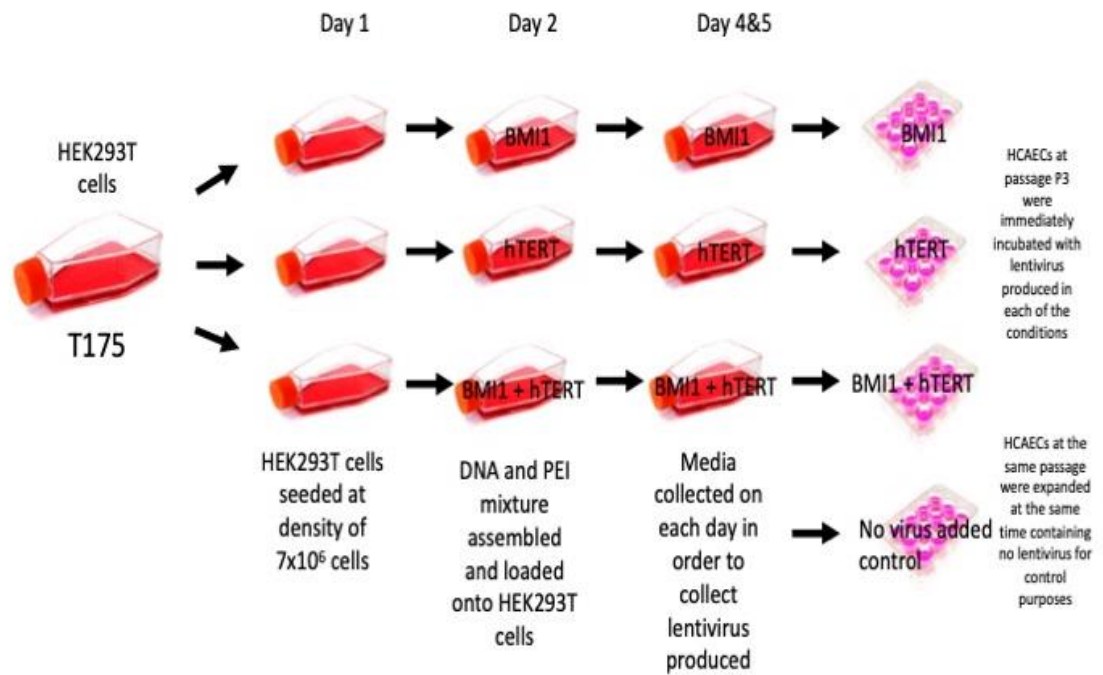 Day 1
Day 2
Day 4&5
HEK293T
cells
T175
BMI1
BMI1
BMI1
hTERT
hTERT
hTERT
BMI1 + hTERT
BMI1 + hTERT
BMI1 + hTERT
HCAECs at
passage P3
were
immediately
incubated with
lentivirus
produced in
each of the
conditions
HEK293T cells
seeded at
density of
7x10⁶ cells
DNA and PEI
mixture
assembled
and loaded
onto HEK293T
cells
Media
collected on
each day in
order to
collect
lentivirus
produced
No virus added
control
HCAECs at the
same passage
were expanded
at the same
time containing
no lentivirus for
control
purposes